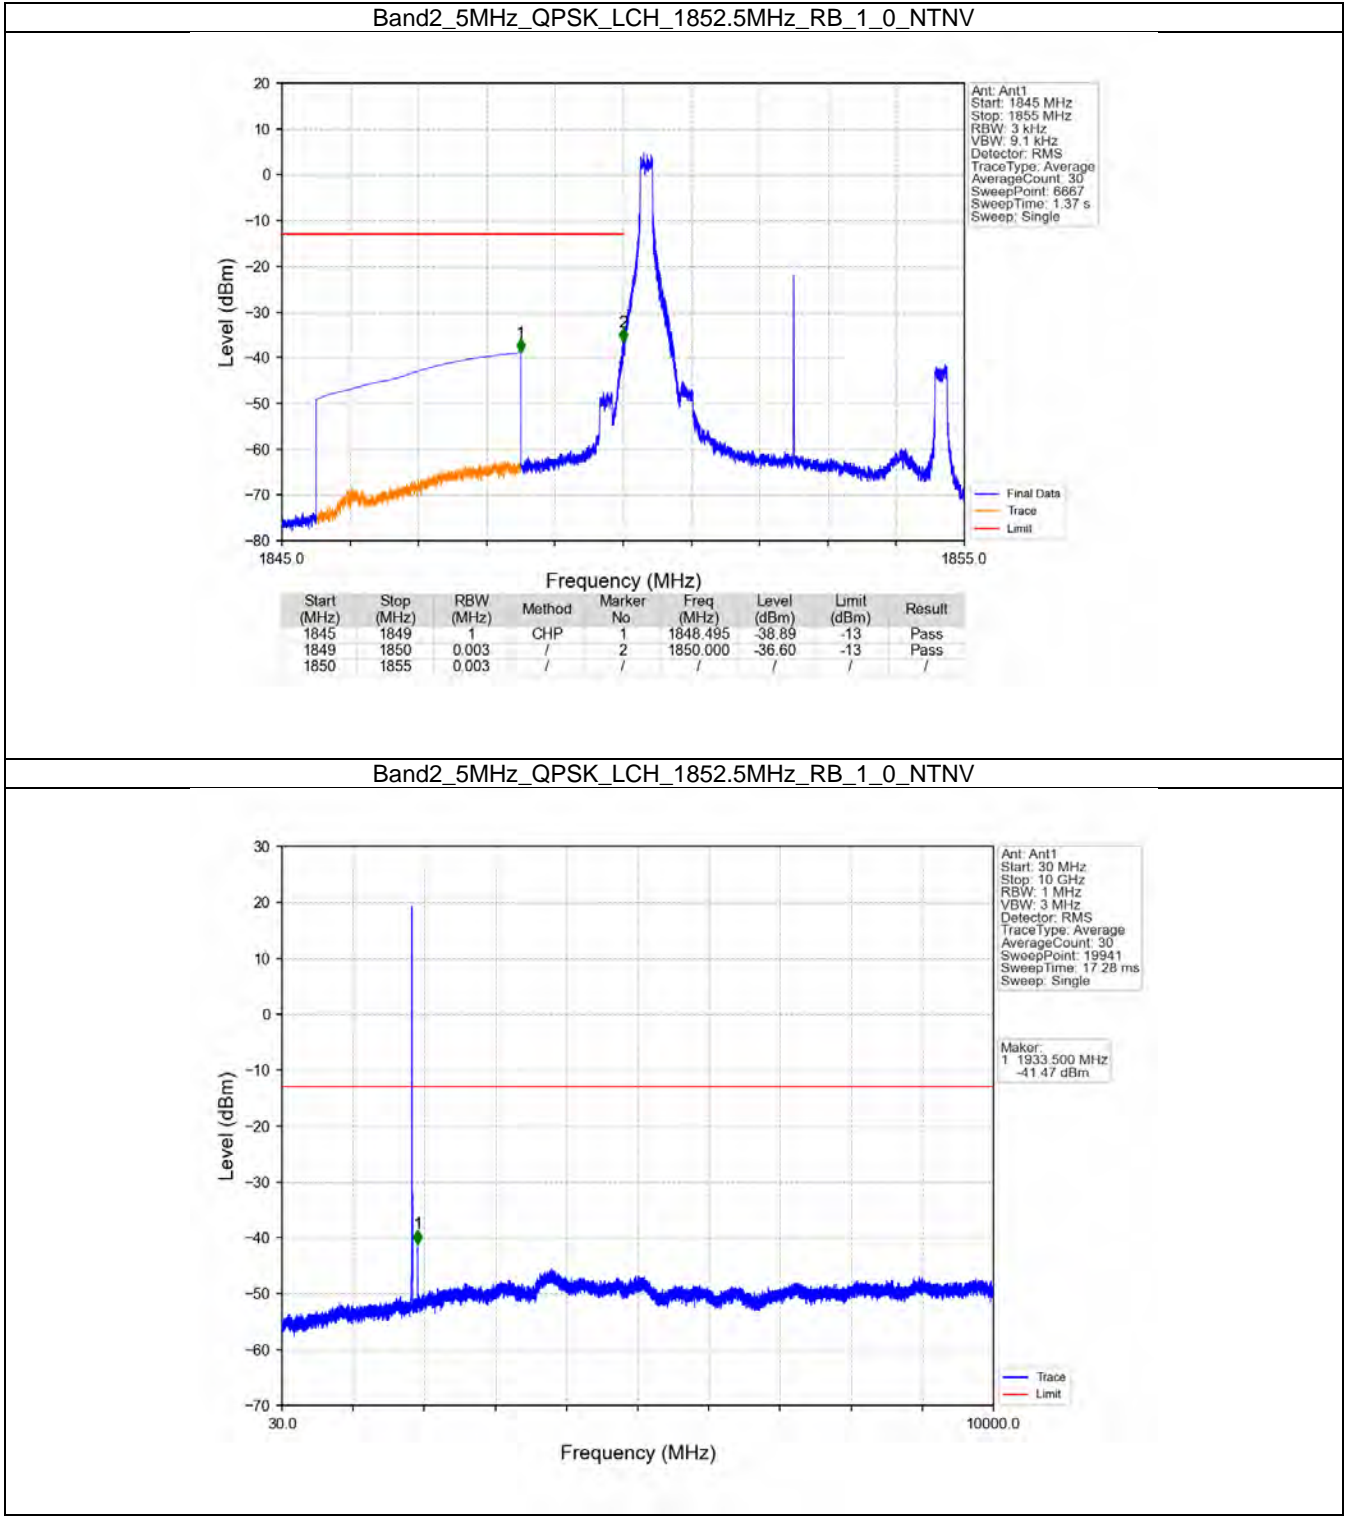 Band2_5MHz_QPSK_LCH_1852.5MHz_RB_1_0_NTNV
20
10
0
−10
−20
−30
−40
−50
−60
−70
−80
Level (dBm)
1
2
1845.0
1855.0
Frequency (MHz)
Ant: Ant1
Start: 1845 MHz
Stop: 1855 MHz
RBW: 3 kHz
VBW: 9.1 kHz
Detector: RMS
TraceType: Average
AverageCount: 30
SweepPoint: 6667
SweepTime: 1.37 s
Sweep: Single
Final Data
Trace
Limit
Start (MHz) Stop (MHz) RBW (MHz) Method Marker No Freq (MHz) Level (dBm) Limit (dBm) Result
1845 1849 1 CHP 1 1848.495 -38.89 -13 Pass
1849 1850 0.003 / 2 1850.000 -36.60 -13 Pass
1850 1855 0.003 / / / / / /
Band2_5MHz_QPSK_LCH_1852.5MHz_RB_1_0_NTNV
30
20
10
0
−10
−20
−30
−40
−50
−60
−70
Level (dBm)
1
30.0
10000.0
Frequency (MHz)
Ant: Ant1
Start: 30 MHz
Stop: 10 GHz
RBW: 1 MHz
VBW: 3 MHz
Detector: RMS
TraceType: Average
AverageCount: 30
SweepPoint: 19941
SweepTime: 17.28 ms
Sweep: Single
Maker:
1 1933.500 MHz
-41.47 dBm
Trace
Limit